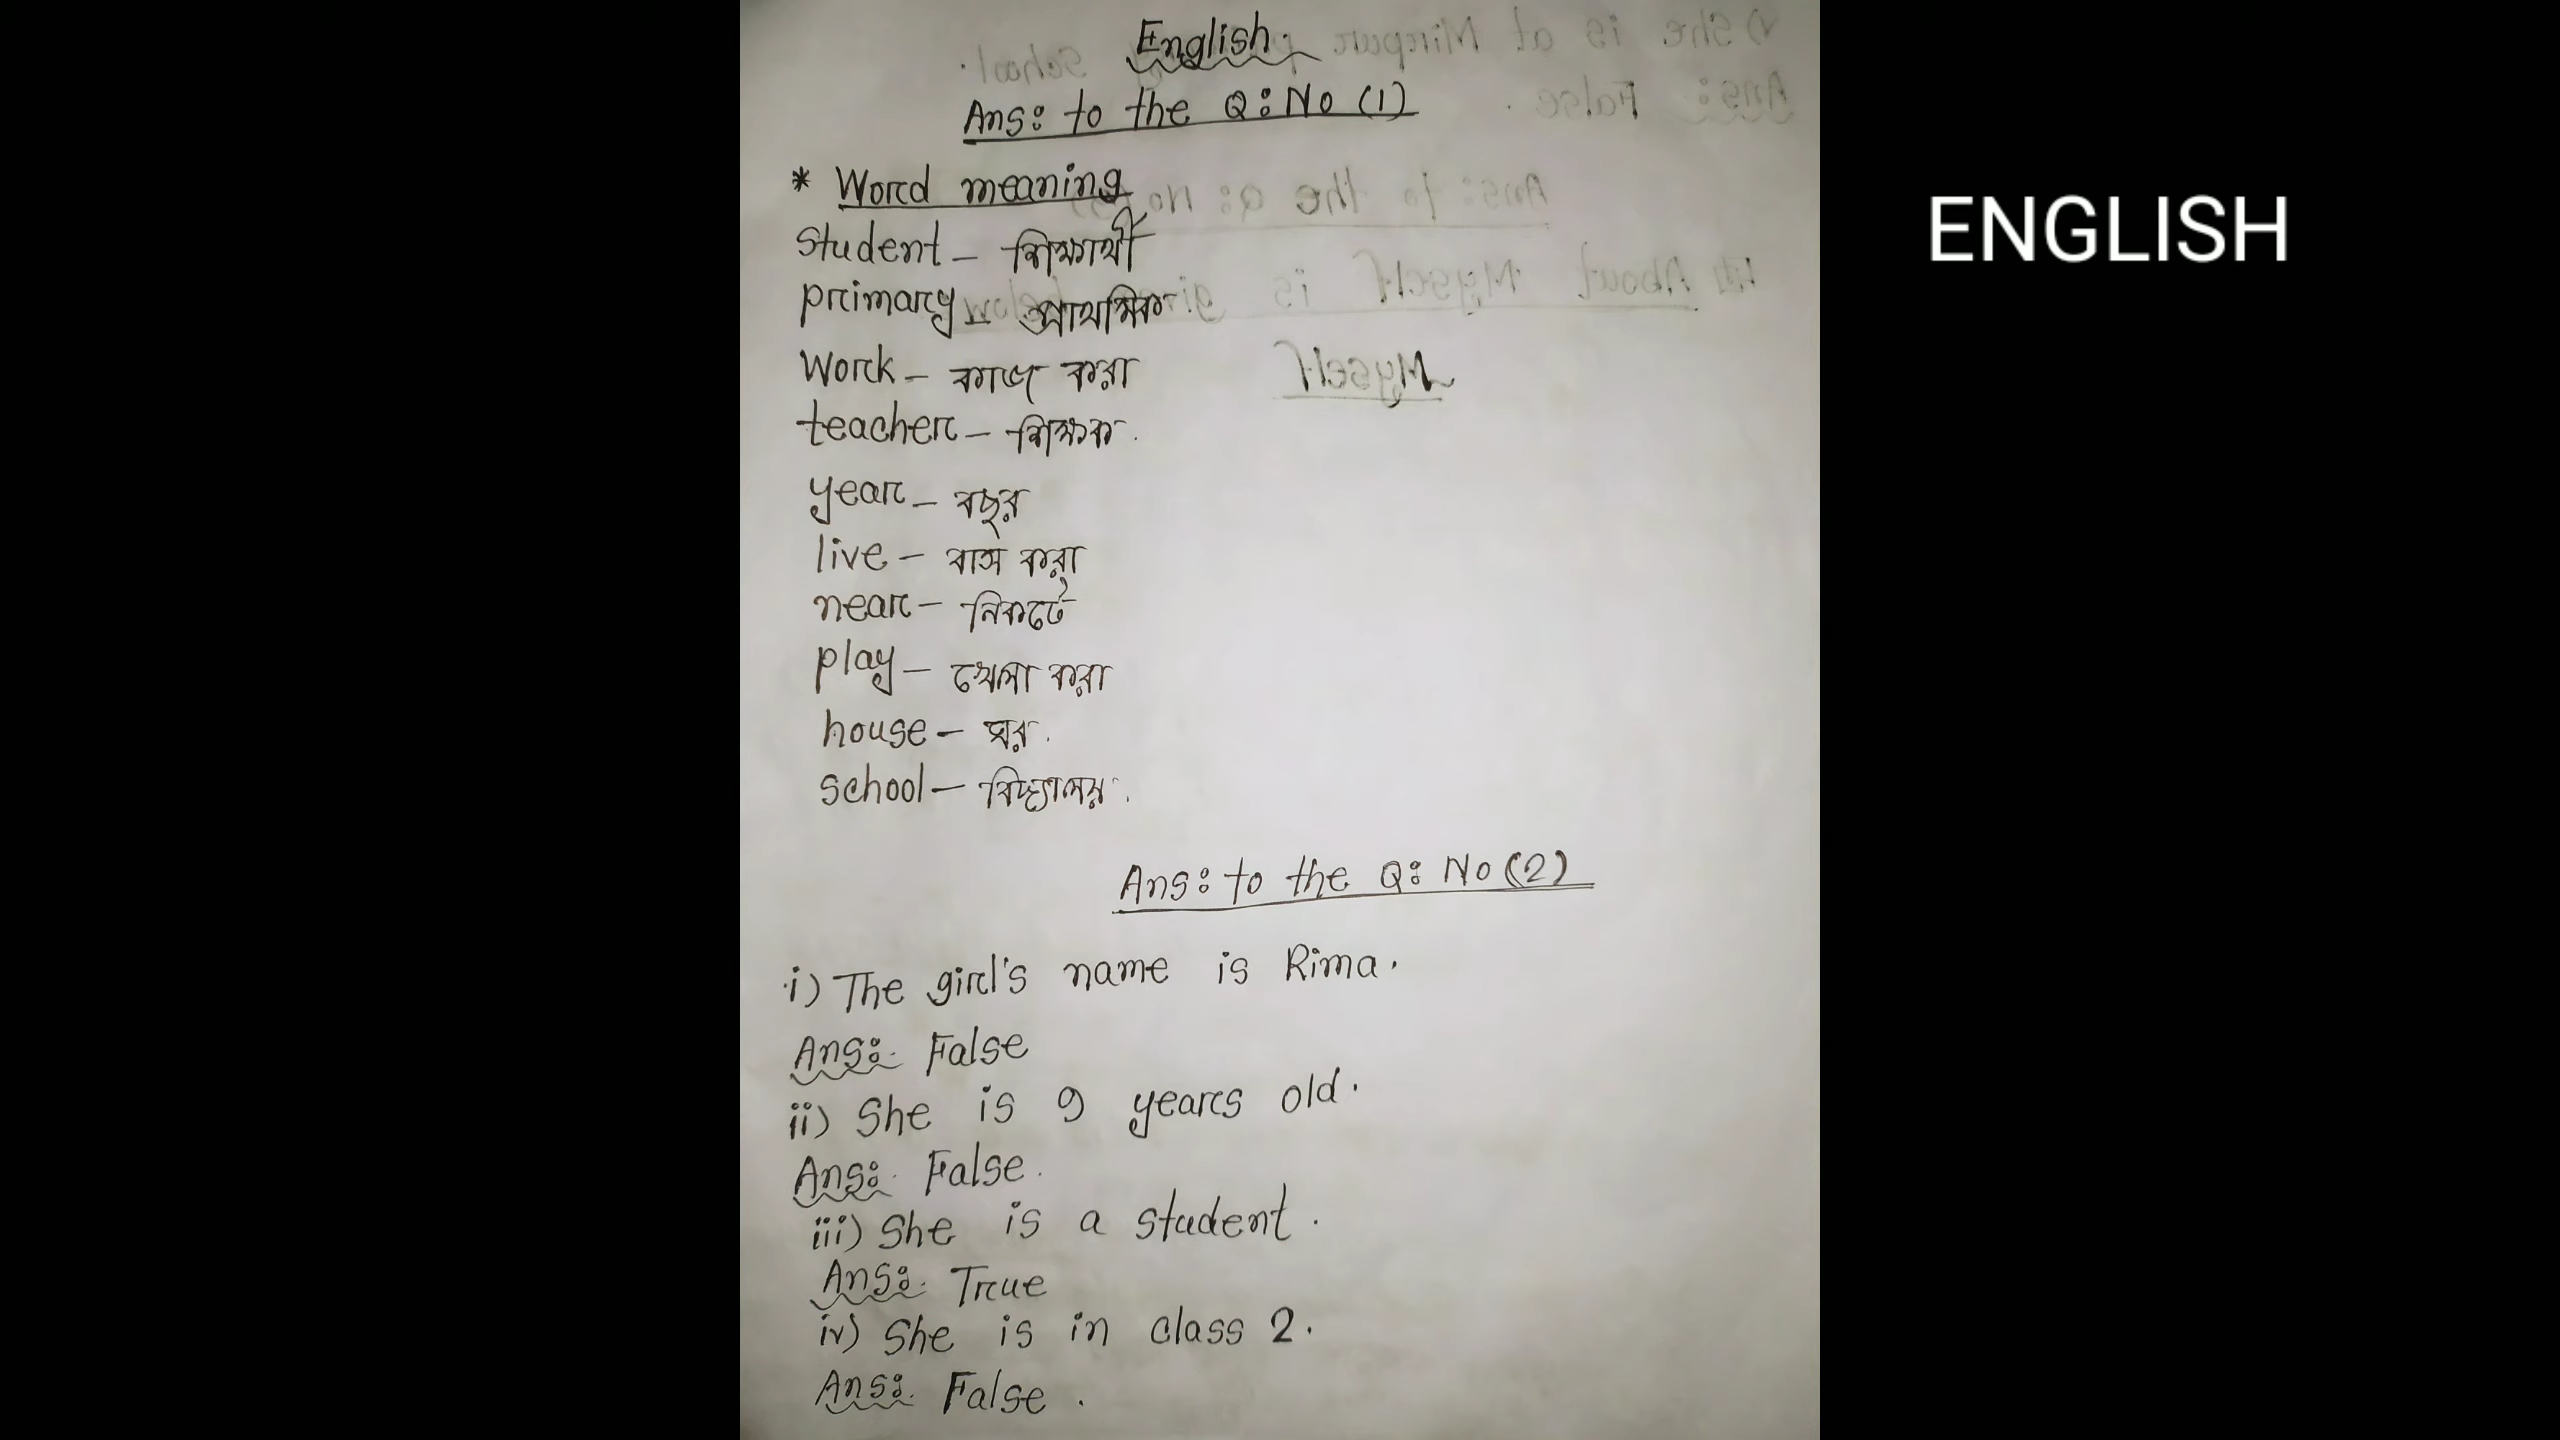 English.
Ans: to the Q: No (1)
* Word meaning
student – শিক্ষার্থী
primary – প্রাথমিক
Work – কাজ করা
teacher – শিক্ষক.
year – বছর
live – বাস করা
near – নিকটে
play – খেলা করা
house – ঘর.
school – বিদ্যালয়.
Ans: to the Q: No (2)
i) The girl's name is Rima.
Ans: False
ii) She is 9 years old.
Ans: False.
iii) She is a student.
Ans: True
iv) She is in class 2.
Ans: False.
ENGLISH